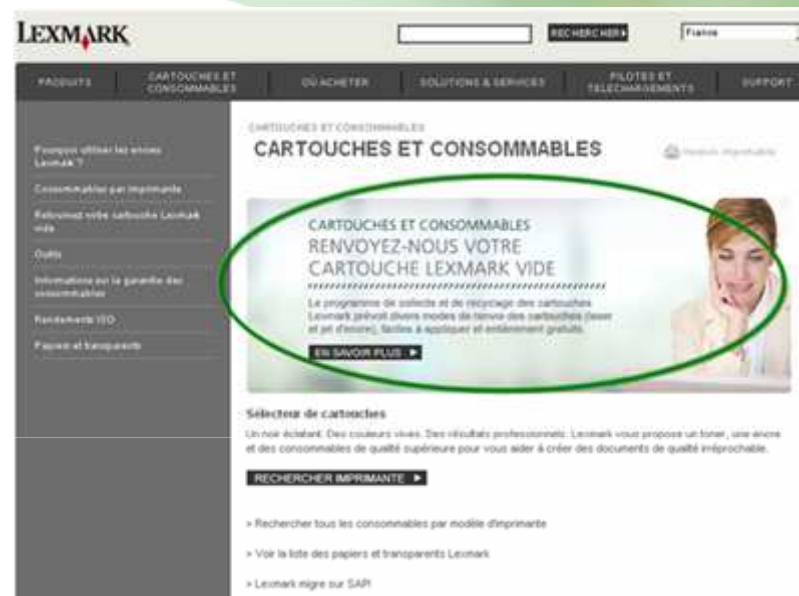 LEXMARK
RECHERCHER
France
PRODUITS
CARTOUCHES ET
CONSOMMABLES
OÙ ACHETER
SOLUTIONS & SERVICES
PILOTES ET
TELECHARGEMENTS
SUPPORT
Pourquoi utiliser les encres
Lexmark ?
Consommables par imprimante
Retournez votre cartouche Lexmark
vide
Outils
Informations sur la garantie des
consommables
Rendements ISO
Papiers et transparents
CARTOUCHES ET CONSOMMABLES
CARTOUCHES ET CONSOMMABLES
Version imprimable
CARTOUCHES ET CONSOMMABLES
RENVOYEZ-NOUS VOTRE
CARTOUCHE LEXMARK VIDE
Le programme de collecte et de recyclage des cartouches
Lexmark prévoit divers modes de renvoi des cartouches (laser
et jet d'encre), faciles à appliquer et entièrement gratuits.
EN SAVOIR PLUS
Sélecteur de cartouches
Un noir éclatant. Des couleurs vives. Des résultats professionnels. Lexmark vous propose un toner, une encre
et des consommables de qualité supérieure pour vous aider à créer des documents de qualité irréprochable.
RECHERCHER IMPRIMANTE
> Rechercher tous les consommables par modèle d'imprimante
> Voir la liste des papiers et transparents Lexmark
> Lexmark migre sur SAP!